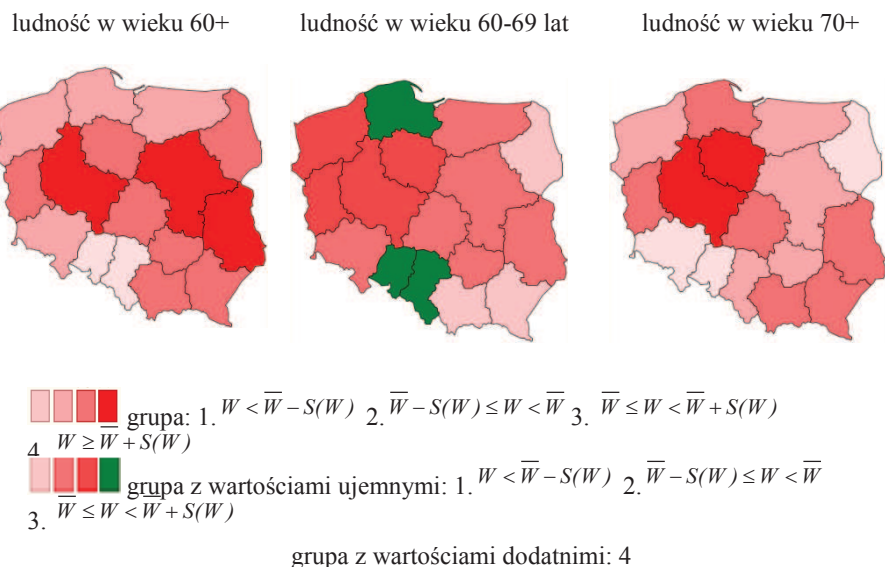 ludność w wieku 60+ ludność w wieku 60-69 lat ludność w wieku 70+
grupa: 1. W < W̅ − S(W) 2. W̅ − S(W) ≤ W < W̅ 3. W̅ ≤ W < W̅ + S(W)
4. W ≥ W̅ + S(W)
grupa z wartościami ujemnymi: 1. W < W̅ − S(W) 2. W̅ − S(W) ≤ W < W̅
3. W̅ ≤ W < W̅ + S(W)
grupa z wartościami dodatnimi: 4